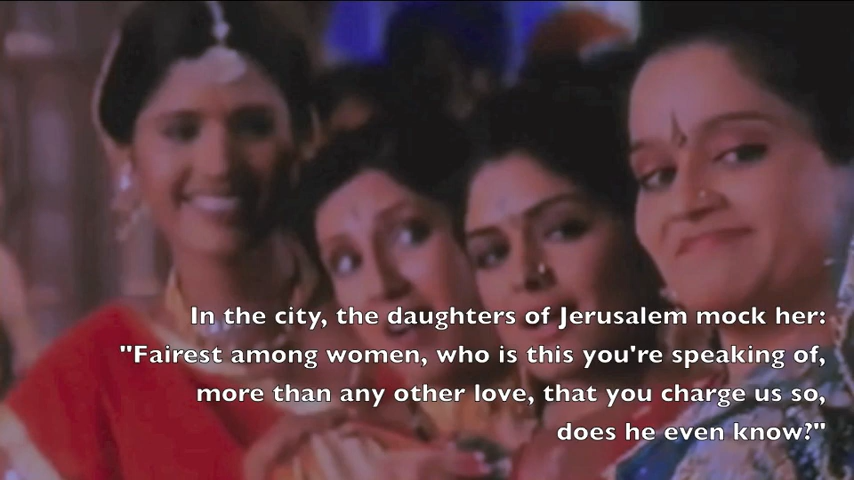 In the city, the daughters of Jerusalem mock her:
"Fairest among women, who is this you're speaking of,
more than any other love, that you charge us so,
does he even know?"